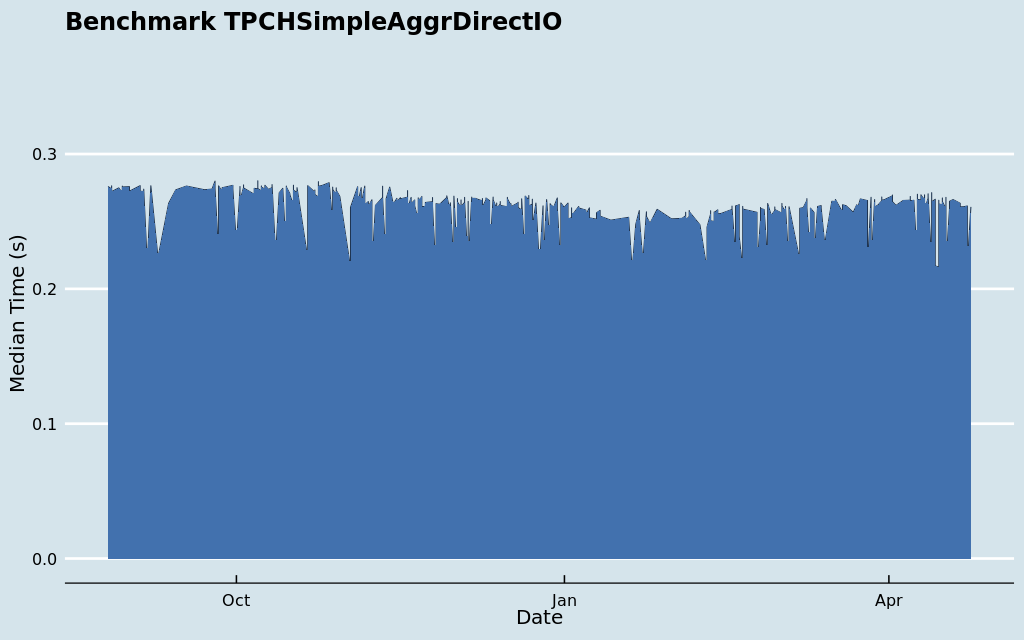 Benchmark TPCHSimpleAggrDirectIO
Median Time (s)
0.3
0.2
0.1
0.0
Oct
Jan
Apr
Date